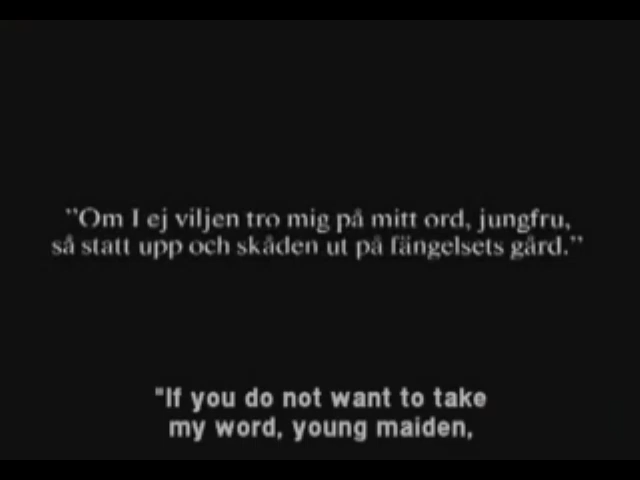 "Om I ej viljen tro mig på mitt ord, jungfru,
så statt upp och skåden ut på fängelsets gård."
"If you do not want to take
my word, young maiden,